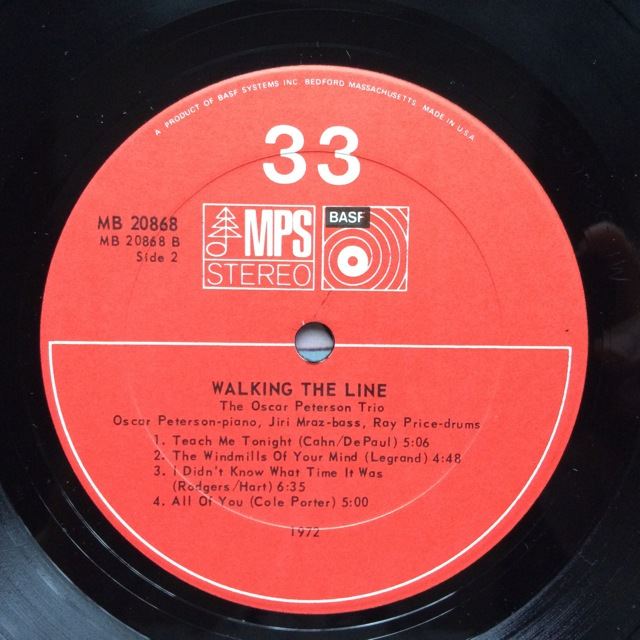 A PRODUCT OF BASF SYSTEMS INC. BEDFORD MASSACHUSETTS MADE IN U.S.A.
33
MB 20868
MB 20868 B
Side 2
MPS
STEREO
BASF
WALKING THE LINE
The Oscar Peterson Trio
Oscar Peterson-piano, Jiri Mraz-bass, Ray Price-drums
1. Teach Me Tonight (Cahn/DePaul) 5:06
2. The Windmills Of Your Mind (Legrand) 4:48
3. I Didn't Know What Time It Was
(Rodgers/Hart) 6:35
4. All Of You (Cole Porter) 5:00
1972